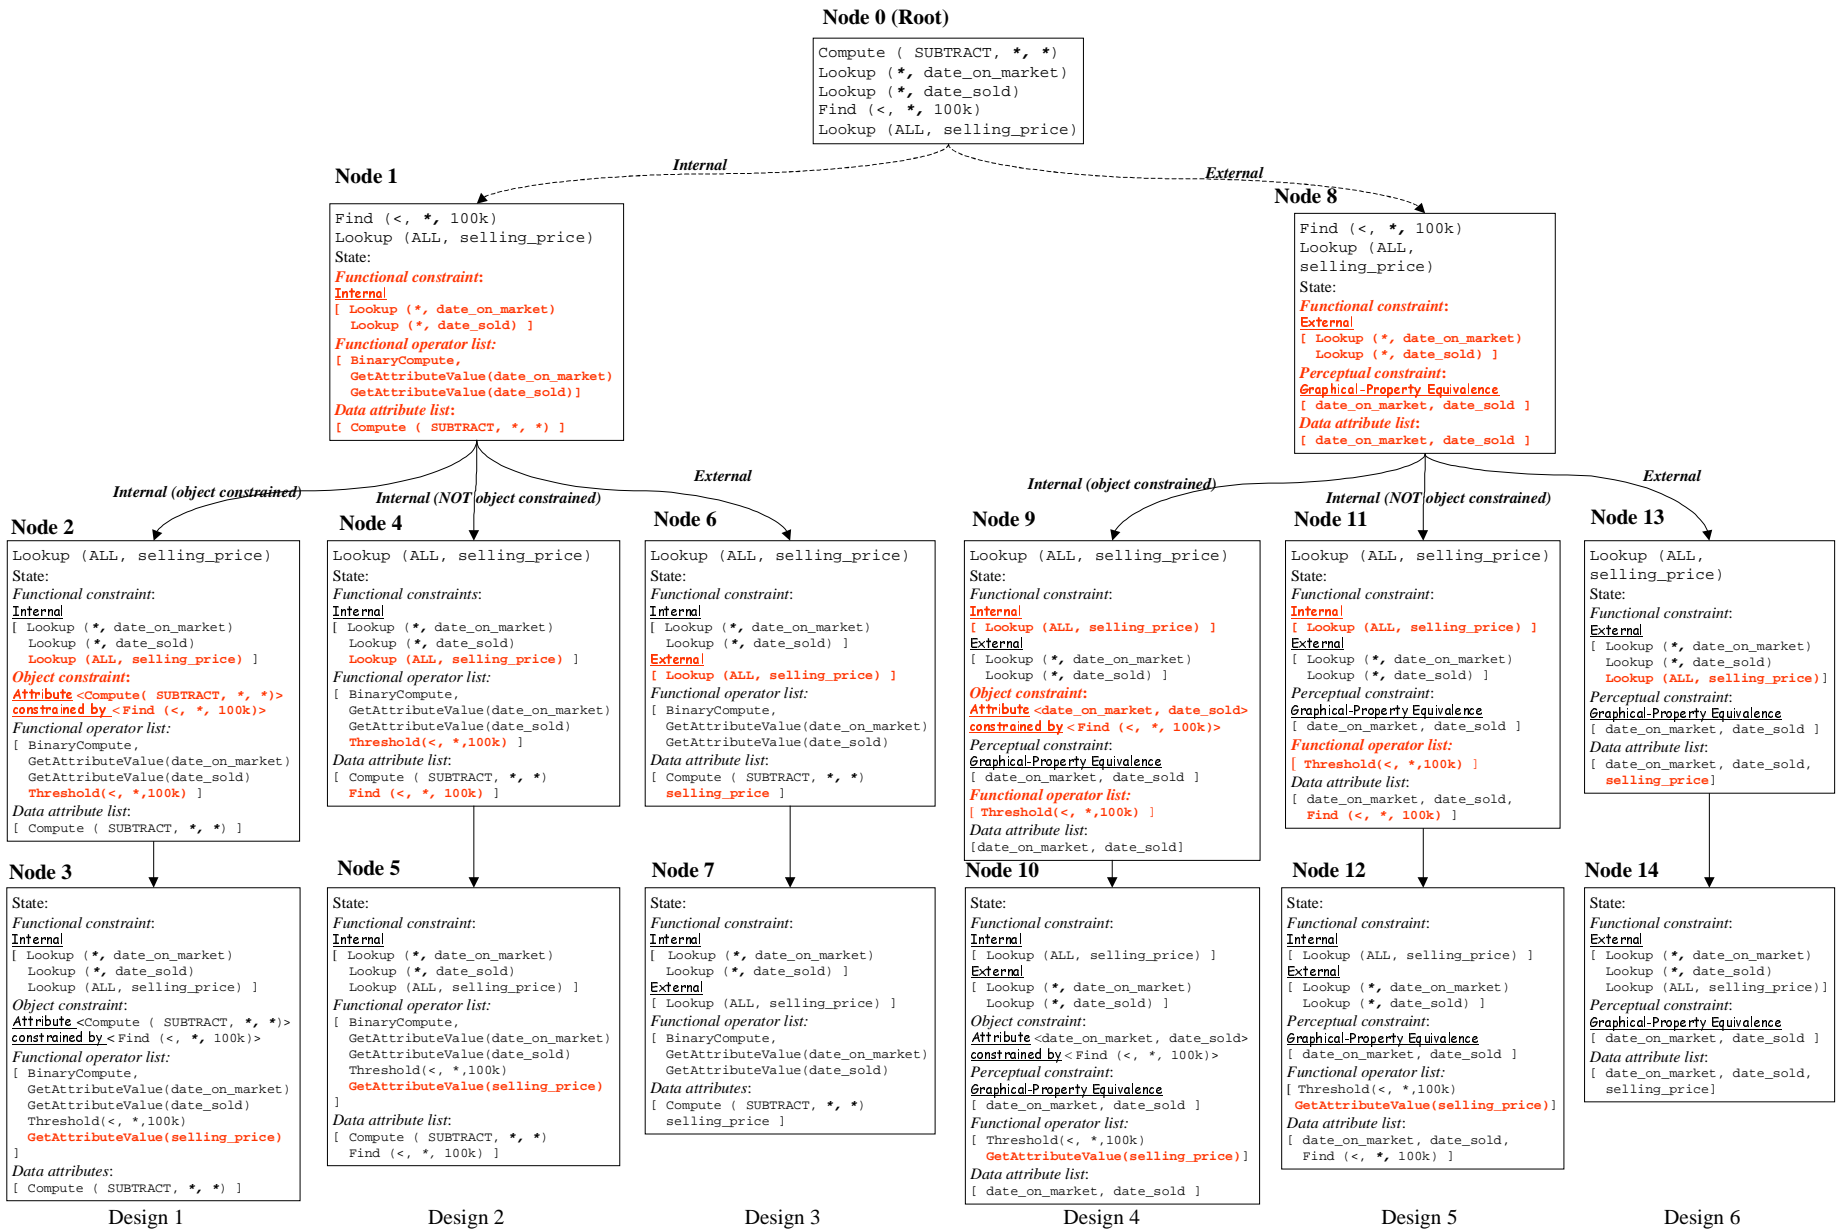 Node 0 (Root)
Compute ( SUBTRACT, *, *)
Lookup (*, date_on_market)
Lookup (*, date_sold)
Find (<, *, 100k)
Lookup (ALL, selling_price)
Internal
External
Node 1
Find (<, *, 100k)
Lookup (ALL, selling_price)
State:
Functional constraint:
Internal
[ Lookup (*, date_on_market)
Lookup (*, date_sold) ]
Functional operator list:
[ BinaryCompute,
GetAttributeValue(date_on_market)
GetAttributeValue(date_sold)]
Data attribute list:
[ Compute ( SUBTRACT, *, *) ]
Node 8
Find (<, *, 100k)
Lookup (ALL,
selling_price)
State:
Functional constraint:
External
[ Lookup (*, date_on_market)
Lookup (*, date_sold) ]
Perceptual constraint:
Graphical-Property Equivalence
[ date_on_market, date_sold ]
Data attribute list:
[ date_on_market, date_sold ]
Internal (object constrained)
Internal (NOT object constrained)
External
Internal (object constrained)
Internal (NOT object constrained)
External
Node 2
Lookup (ALL, selling_price)
State:
Functional constraint:
Internal
[ Lookup (*, date_on_market)
Lookup (*, date_sold)
Lookup (ALL, selling_price) ]
Object constraint:
Attribute <Compute( SUBTRACT, *, *)>
constrained by <Find (<, *, 100k)>
Functional operator list:
[ BinaryCompute,
GetAttributeValue(date_on_market)
GetAttributeValue(date_sold)
Threshold(<, *,100k) ]
Data attribute list:
[ Compute ( SUBTRACT, *, *) ]
Node 4
Lookup (ALL, selling_price)
State:
Functional constraints:
Internal
[ Lookup (*, date_on_market)
Lookup (*, date_sold)
Lookup (ALL, selling_price) ]
Functional operator list:
[ BinaryCompute,
GetAttributeValue(date_on_market)
GetAttributeValue(date_sold)
Threshold(<, *,100k) ]
Data attribute list:
[ Compute ( SUBTRACT, *, *)
Find (<, *, 100k) ]
Node 6
Lookup (ALL, selling_price)
State:
Functional constraint:
Internal
[ Lookup (*, date_on_market)
Lookup (*, date_sold) ]
External
[ Lookup (ALL, selling_price) ]
Functional operator list:
[ BinaryCompute,
GetAttributeValue(date_on_market)
GetAttributeValue(date_sold)
Data attribute list:
[ Compute ( SUBTRACT, *, *)
selling_price ]
Node 9
Lookup (ALL, selling_price)
State:
Functional constraint:
Internal
[ Lookup (ALL, selling_price) ]
External
[ Lookup (*, date_on_market)
Lookup (*, date_sold) ]
Object constraint:
Attribute <date_on_market, date_sold>
constrained by <Find (<, *, 100k)>
Perceptual constraint:
Graphical-Property Equivalence
[ date_on_market, date_sold ]
Functional operator list:
[ Threshold(<, *,100k) ]
Data attribute list:
[date_on_market, date_sold]
Node 11
Lookup (ALL, selling_price)
State:
Functional constraint:
Internal
[ Lookup (ALL, selling_price) ]
External
[ Lookup (*, date_on_market)
Lookup (*, date_sold) ]
Perceptual constraint:
Graphical-Property Equivalence
[ date_on_market, date_sold ]
Functional operator list:
[ Threshold(<, *,100k) ]
Data attribute list:
[ date_on_market, date_sold,
Find (<, *, 100k) ]
Node 13
Lookup (ALL,
selling_price)
State:
Functional constraint:
External
[ Lookup (*, date_on_market)
Lookup (*, date_sold)
Lookup (ALL, selling_price)]
Perceptual constraint:
Graphical-Property Equivalence
[ date_on_market, date_sold ]
Data attribute list:
[ date_on_market, date_sold,
selling_price]
Node 3
State:
Functional constraint:
Internal
[ Lookup (*, date_on_market)
Lookup (*, date_sold)
Lookup (ALL, selling_price) ]
Object constraint:
Attribute <Compute ( SUBTRACT, *, *)>
constrained by <Find (<, *, 100k)>
Functional operator list:
[ BinaryCompute,
GetAttributeValue(date_on_market)
GetAttributeValue(date_sold)
Threshold(<, *,100k)
GetAttributeValue(selling_price)
]
Data attributes:
[ Compute ( SUBTRACT, *, *) ]
Node 5
State:
Functional constraint:
Internal
[ Lookup (*, date_on_market)
Lookup (*, date_sold)
Lookup (ALL, selling_price) ]
Functional operator list:
[ BinaryCompute,
GetAttributeValue(date_on_market)
GetAttributeValue(date_sold)
Threshold(<, *,100k)
GetAttributeValue(selling_price)
]
Data attribute list:
[ Compute ( SUBTRACT, *, *)
Find (<, *, 100k) ]
Node 7
State:
Functional constraint:
Internal
[ Lookup (*, date_on_market)
Lookup (*, date_sold) ]
External
[ Lookup (ALL, selling_price) ]
Functional operator list:
[ BinaryCompute,
GetAttributeValue(date_on_market)
GetAttributeValue(date_sold)
Data attributes:
[ Compute ( SUBTRACT, *, *)
selling_price ]
Node 10
State:
Functional constraint:
Internal
[ Lookup (ALL, selling_price) ]
External
[ Lookup (*, date_on_market)
Lookup (*, date_sold) ]
Object constraint:
Attribute <date_on_market, date_sold>
constrained by <Find (<, *, 100k)>
Perceptual constraint:
Graphical-Property Equivalence
[ date_on_market, date_sold ]
Functional operator list:
[ Threshold(<, *,100k)
GetAttributeValue(selling_price)]
Data attribute list:
[ date_on_market, date_sold ]
Node 12
State:
Functional constraint:
Internal
[ Lookup (ALL, selling_price) ]
External
[ Lookup (*, date_on_market)
Lookup (*, date_sold) ]
Perceptual constraint:
Graphical-Property Equivalence
[ date_on_market, date_sold ]
Functional operator list:
[ Threshold(<, *,100k)
GetAttributeValue(selling_price)]
Data attribute list:
[ date_on_market, date_sold,
Find (<, *, 100k) ]
Node 14
State:
Functional constraint:
External
[ Lookup (*, date_on_market)
Lookup (*, date_sold)
Lookup (ALL, selling_price)]
Perceptual constraint:
Graphical-Property Equivalence
[ date_on_market, date_sold ]
Data attribute list:
[ date_on_market, date_sold,
selling_price]
Design 1
Design 2
Design 3
Design 4
Design 5
Design 6